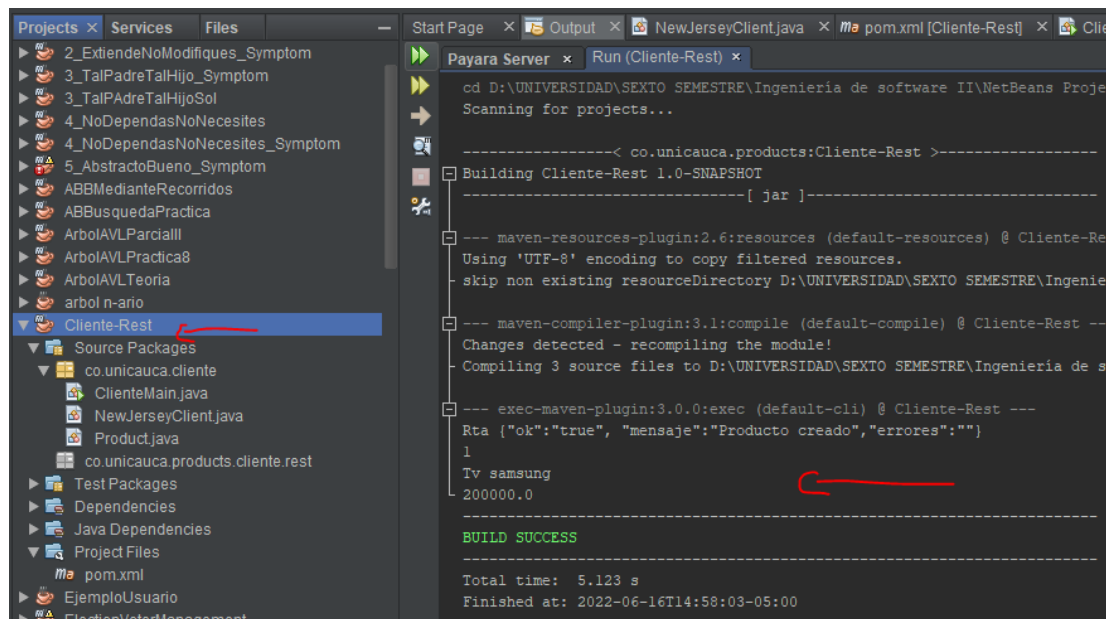 Projects
Services
Files
2_ExtiendeNoModifiques_Symptom
3_TalPadreTalHijo_Symptom
3_TalPAdreTalHijoSol
4_NoDependasNoNecesites
4_NoDependasNoNecesites_Symptom
5_AbstractoBueno_Symptom
ABBMedianteRecorridos
ABBusquedaPractica
ArbolAVLParcialII
ArbolAVLPractica8
ArbolAVLTeoria
arbol n-ario
Cliente-Rest
Source Packages
co.unicauca.cliente
ClienteMain.java
NewJerseyClient.java
Product.java
co.unicauca.products.cliente.rest
Test Packages
Dependencies
Java Dependencies
Project Files
pom.xml
EjemploUsuario
ElectionVoterManagement
Start Page
Output
NewJerseyClient.java
pom.xml [Cliente-Rest]
Clie
Payara Server
Run (Cliente-Rest)
cd D:\UNIVERSIDAD\SEXTO SEMESTRE\Ingeniería de software II\NetBeans Proje
Scanning for projects...
-----------------< co.unicauca.products:Cliente-Rest >------------------
Building Cliente-Rest 1.0-SNAPSHOT
--------------------------------[ jar ]---------------------------------
--- maven-resources-plugin:2.6:resources (default-resources) @ Cliente-Re
Using 'UTF-8' encoding to copy filtered resources.
skip non existing resourceDirectory D:\UNIVERSIDAD\SEXTO SEMESTRE\Ingenie
--- maven-compiler-plugin:3.1:compile (default-compile) @ Cliente-Rest --
Changes detected - recompiling the module!
Compiling 3 source files to D:\UNIVERSIDAD\SEXTO SEMESTRE\Ingeniería de s
--- exec-maven-plugin:3.0.0:exec (default-cli) @ Cliente-Rest ---
Rta {"ok":"true", "mensaje":"Producto creado","errores":""}
1
Tv samsung
200000.0
------------------------------------------------------------------------
BUILD SUCCESS
------------------------------------------------------------------------
Total time:  5.123 s
Finished at: 2022-06-16T14:58:03-05:00